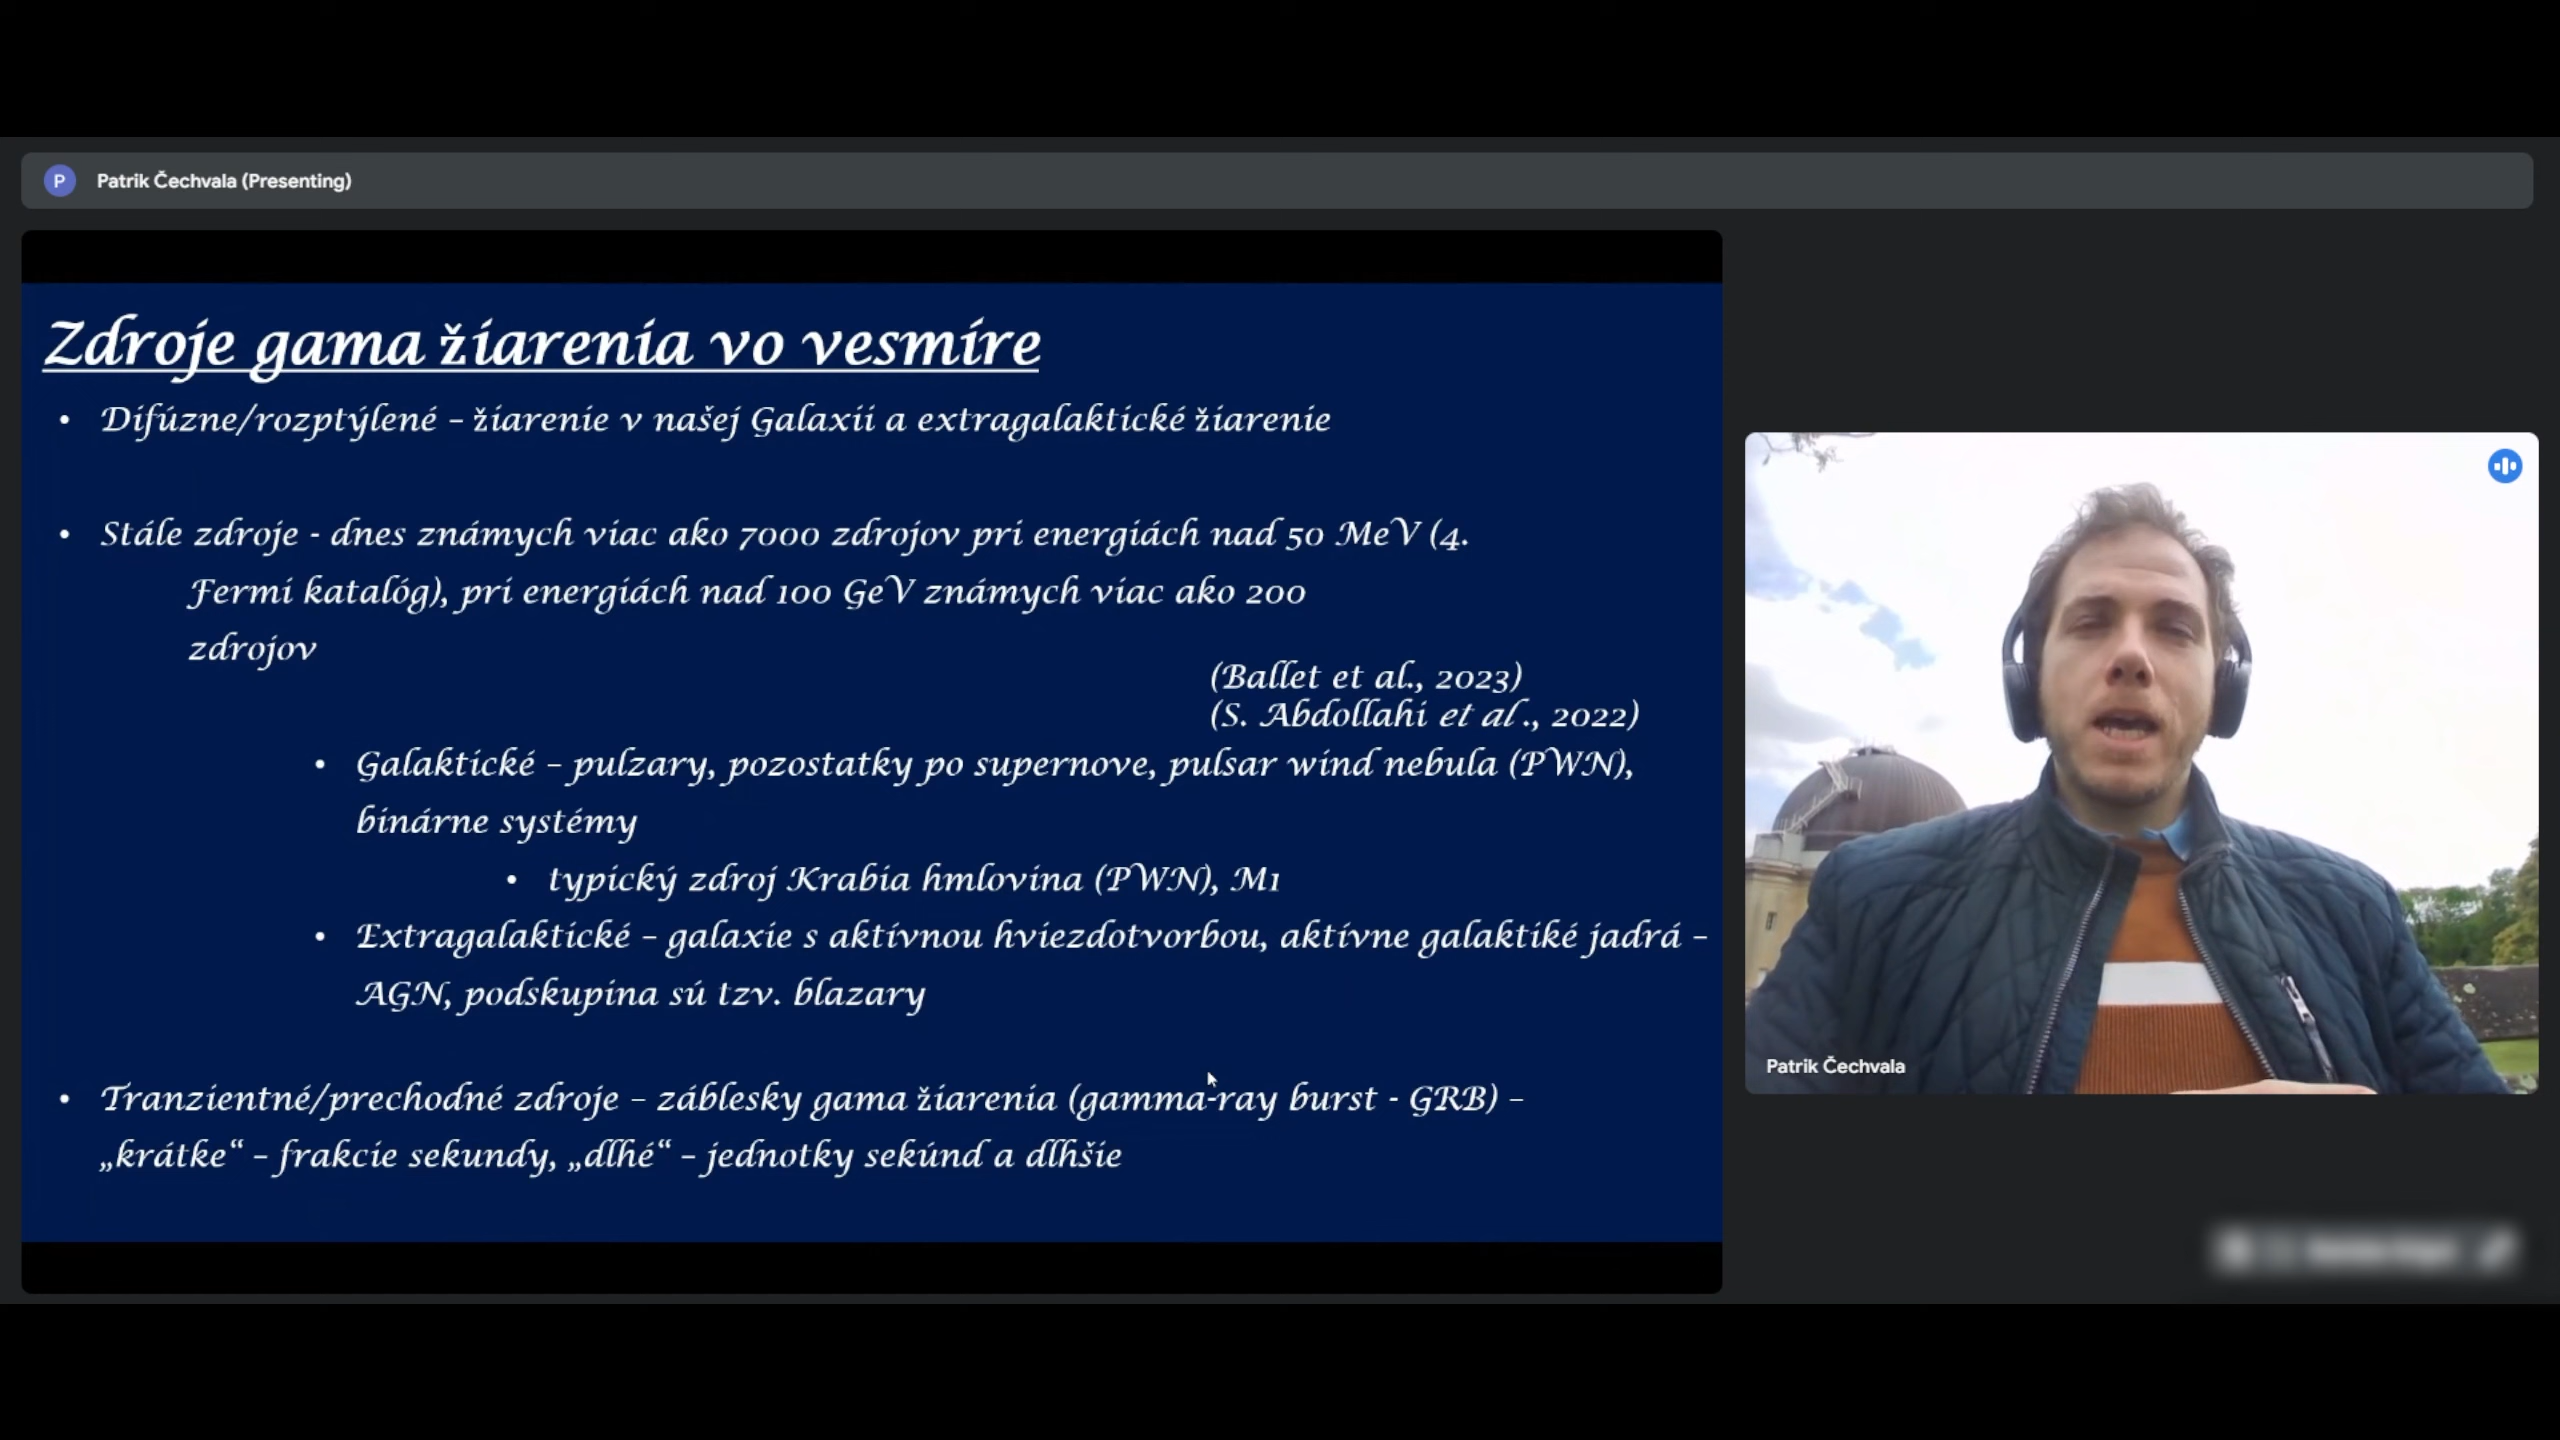 P Patrik Čechvala (Presenting)
Zdroje gama žiarenia vo vesmíre
• Difúzne/rozptýlené – žiarenie v našej Galaxii a extragalaktické žiarenie
• Stále zdroje - dnes známych viac ako 7000 zdrojov pri energiách nad 50 MeV (4.
Fermi katalóg), pri energiách nad 100 GeV známych viac ako 200
zdrojov
(Ballet et al., 2023)
(S. Abdollahi et al., 2022)
• Galaktické – pulzary, pozostatky po supernove, pulsar wind nebula (PWN),
binárne systémy
• typický zdroj Krabia hmlovina (PWN), M1
• Extragalaktické – galaxie s aktívnou hviezdotvorbou, aktívne galaktiké jadrá –
AGN, podskupina sú tzv. blazary
• Tranzientné/prechodné zdroje – záblesky gama žiarenia (gamma-ray burst - GRB) –
„krátke“ – frakcie sekundy, „dlhé“ – jednotky sekúnd a dlhšie
Patrik Čechvala